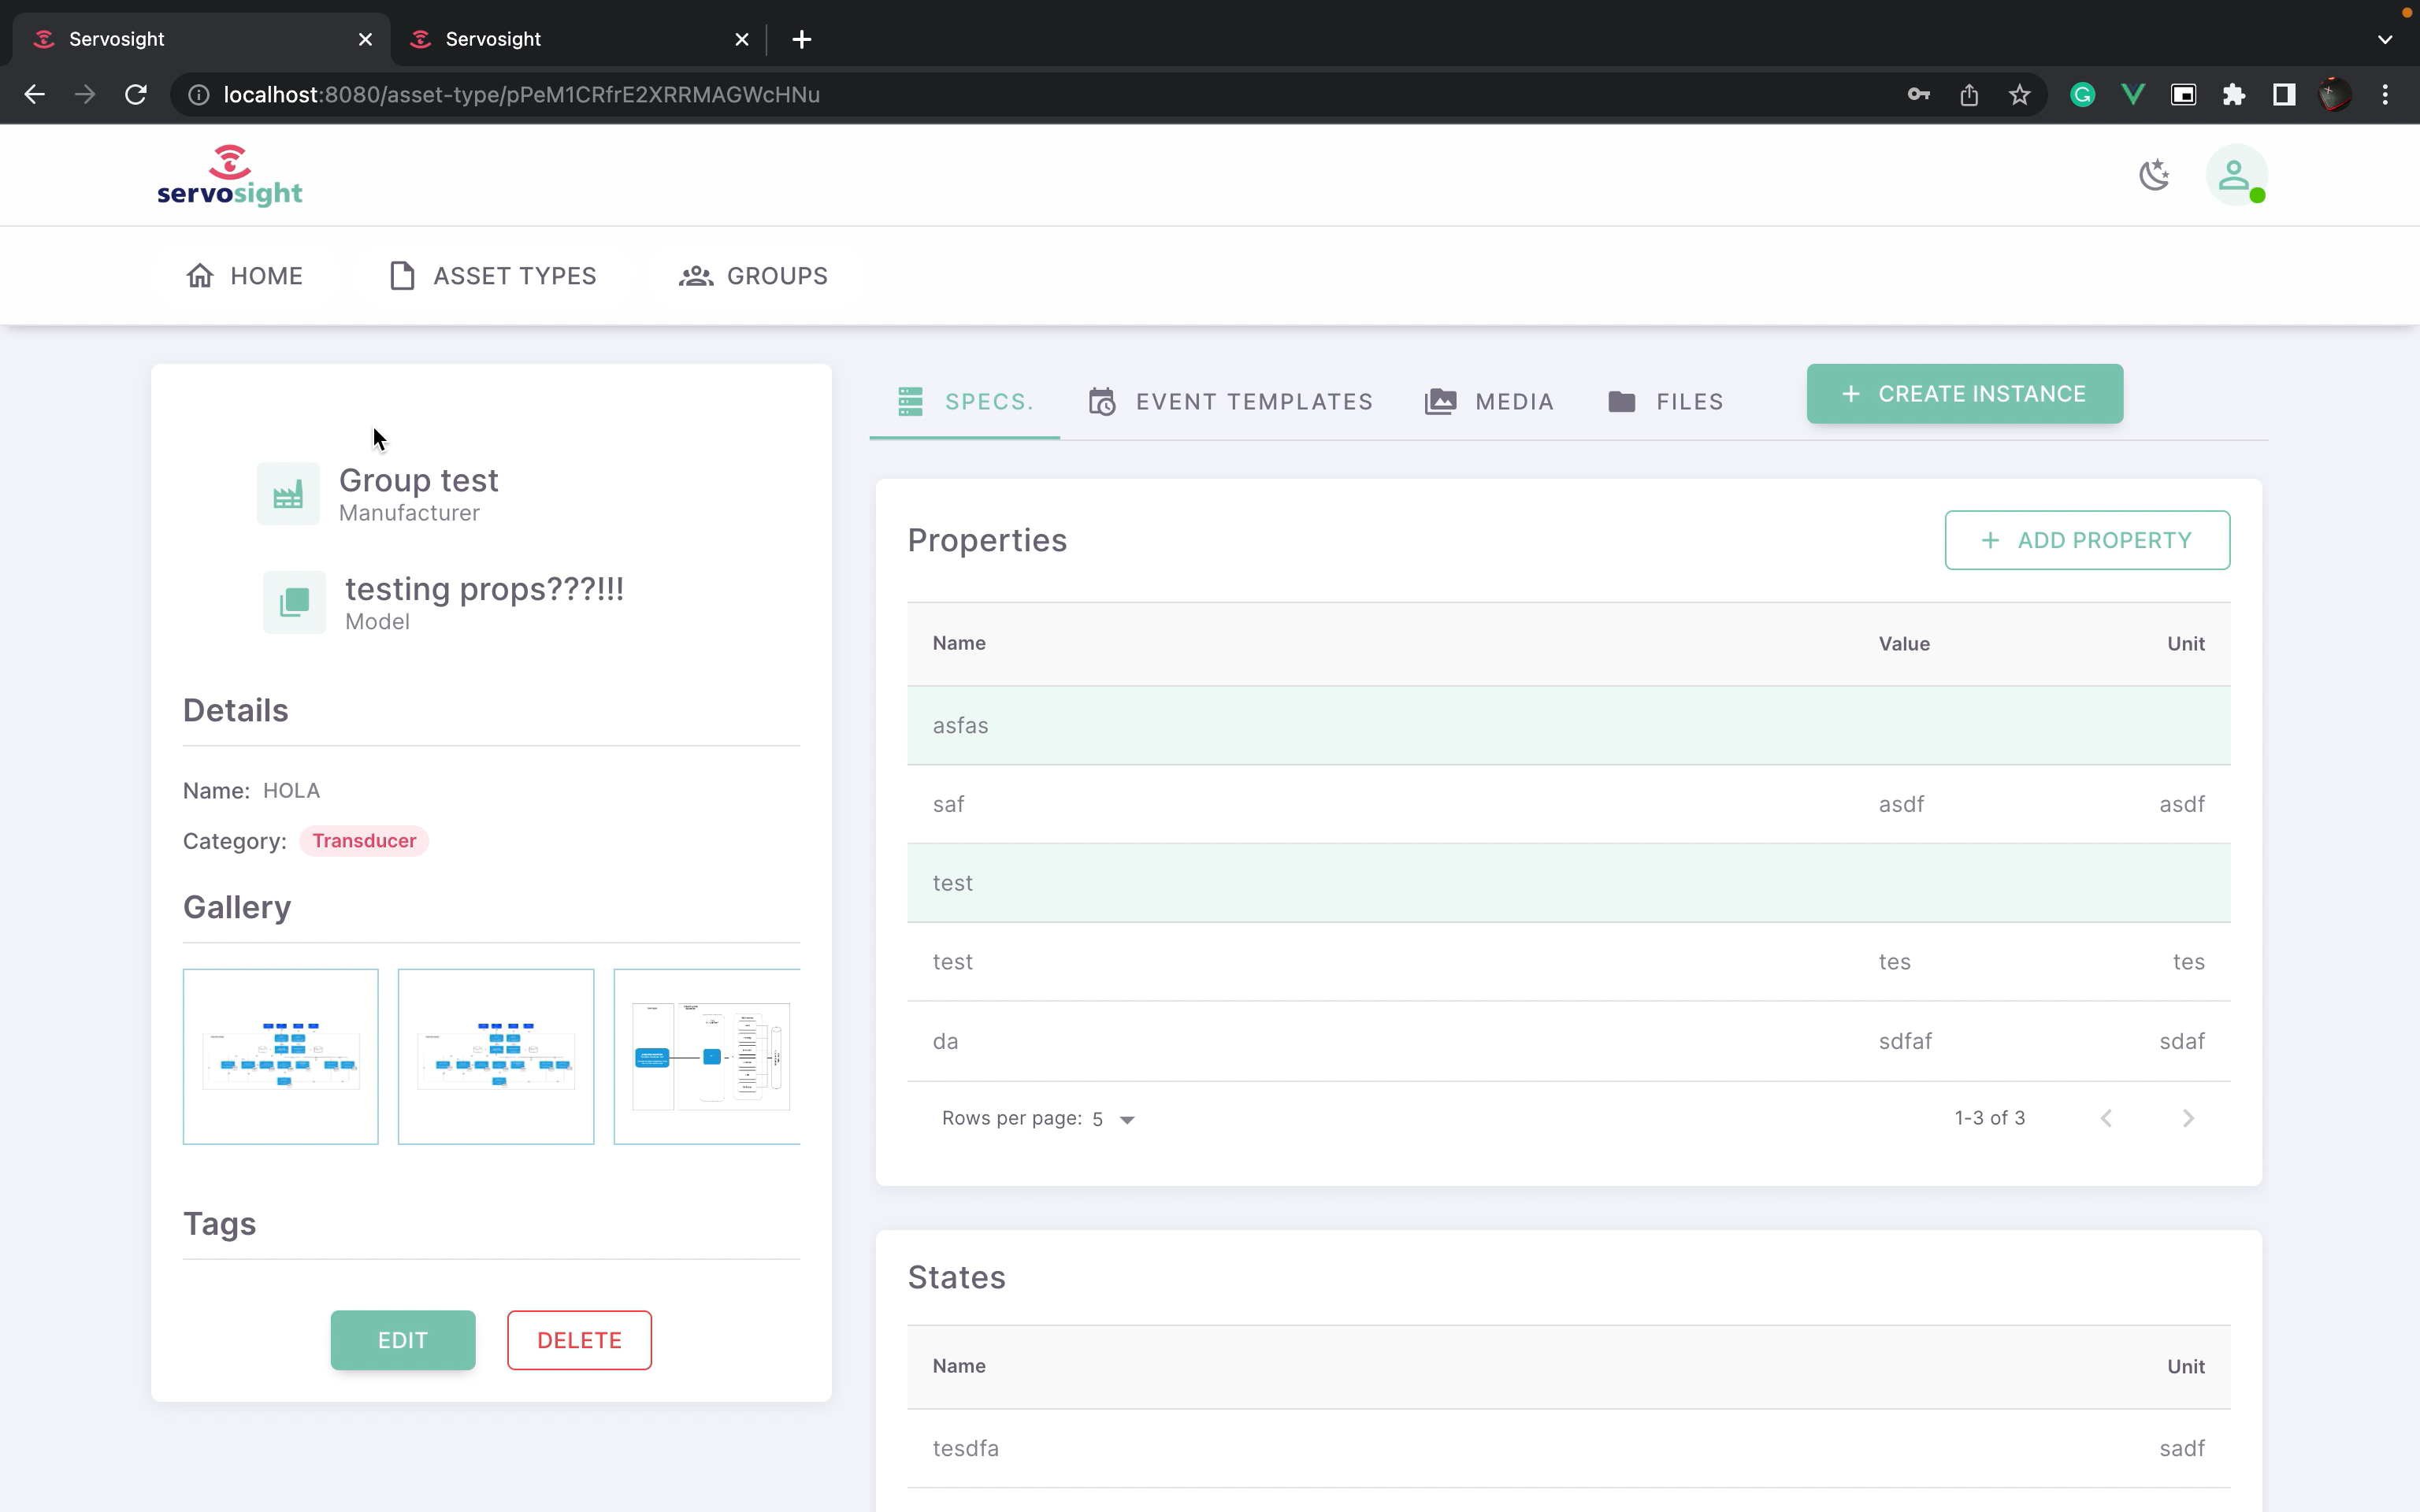 Servosight
Servosight
localhost:8080/asset-type/pPeM1CRfrE2XRRMAGWcHNu
servosight
HOME
ASSET TYPES
GROUPS
Group test
Manufacturer
testing props???!!!
Model
Details
Name: HOLA
Category: Transducer
Gallery
Tags
EDIT
DELETE
SPECS.
EVENT TEMPLATES
MEDIA
FILES
CREATE INSTANCE
Properties
ADD PROPERTY
Name Value Unit
asfas
saf asdf asdf
test
test tes tes
da sdfaf sdaf
Rows per page: 5
1-3 of 3
States
Name Unit
tesdfa sadf